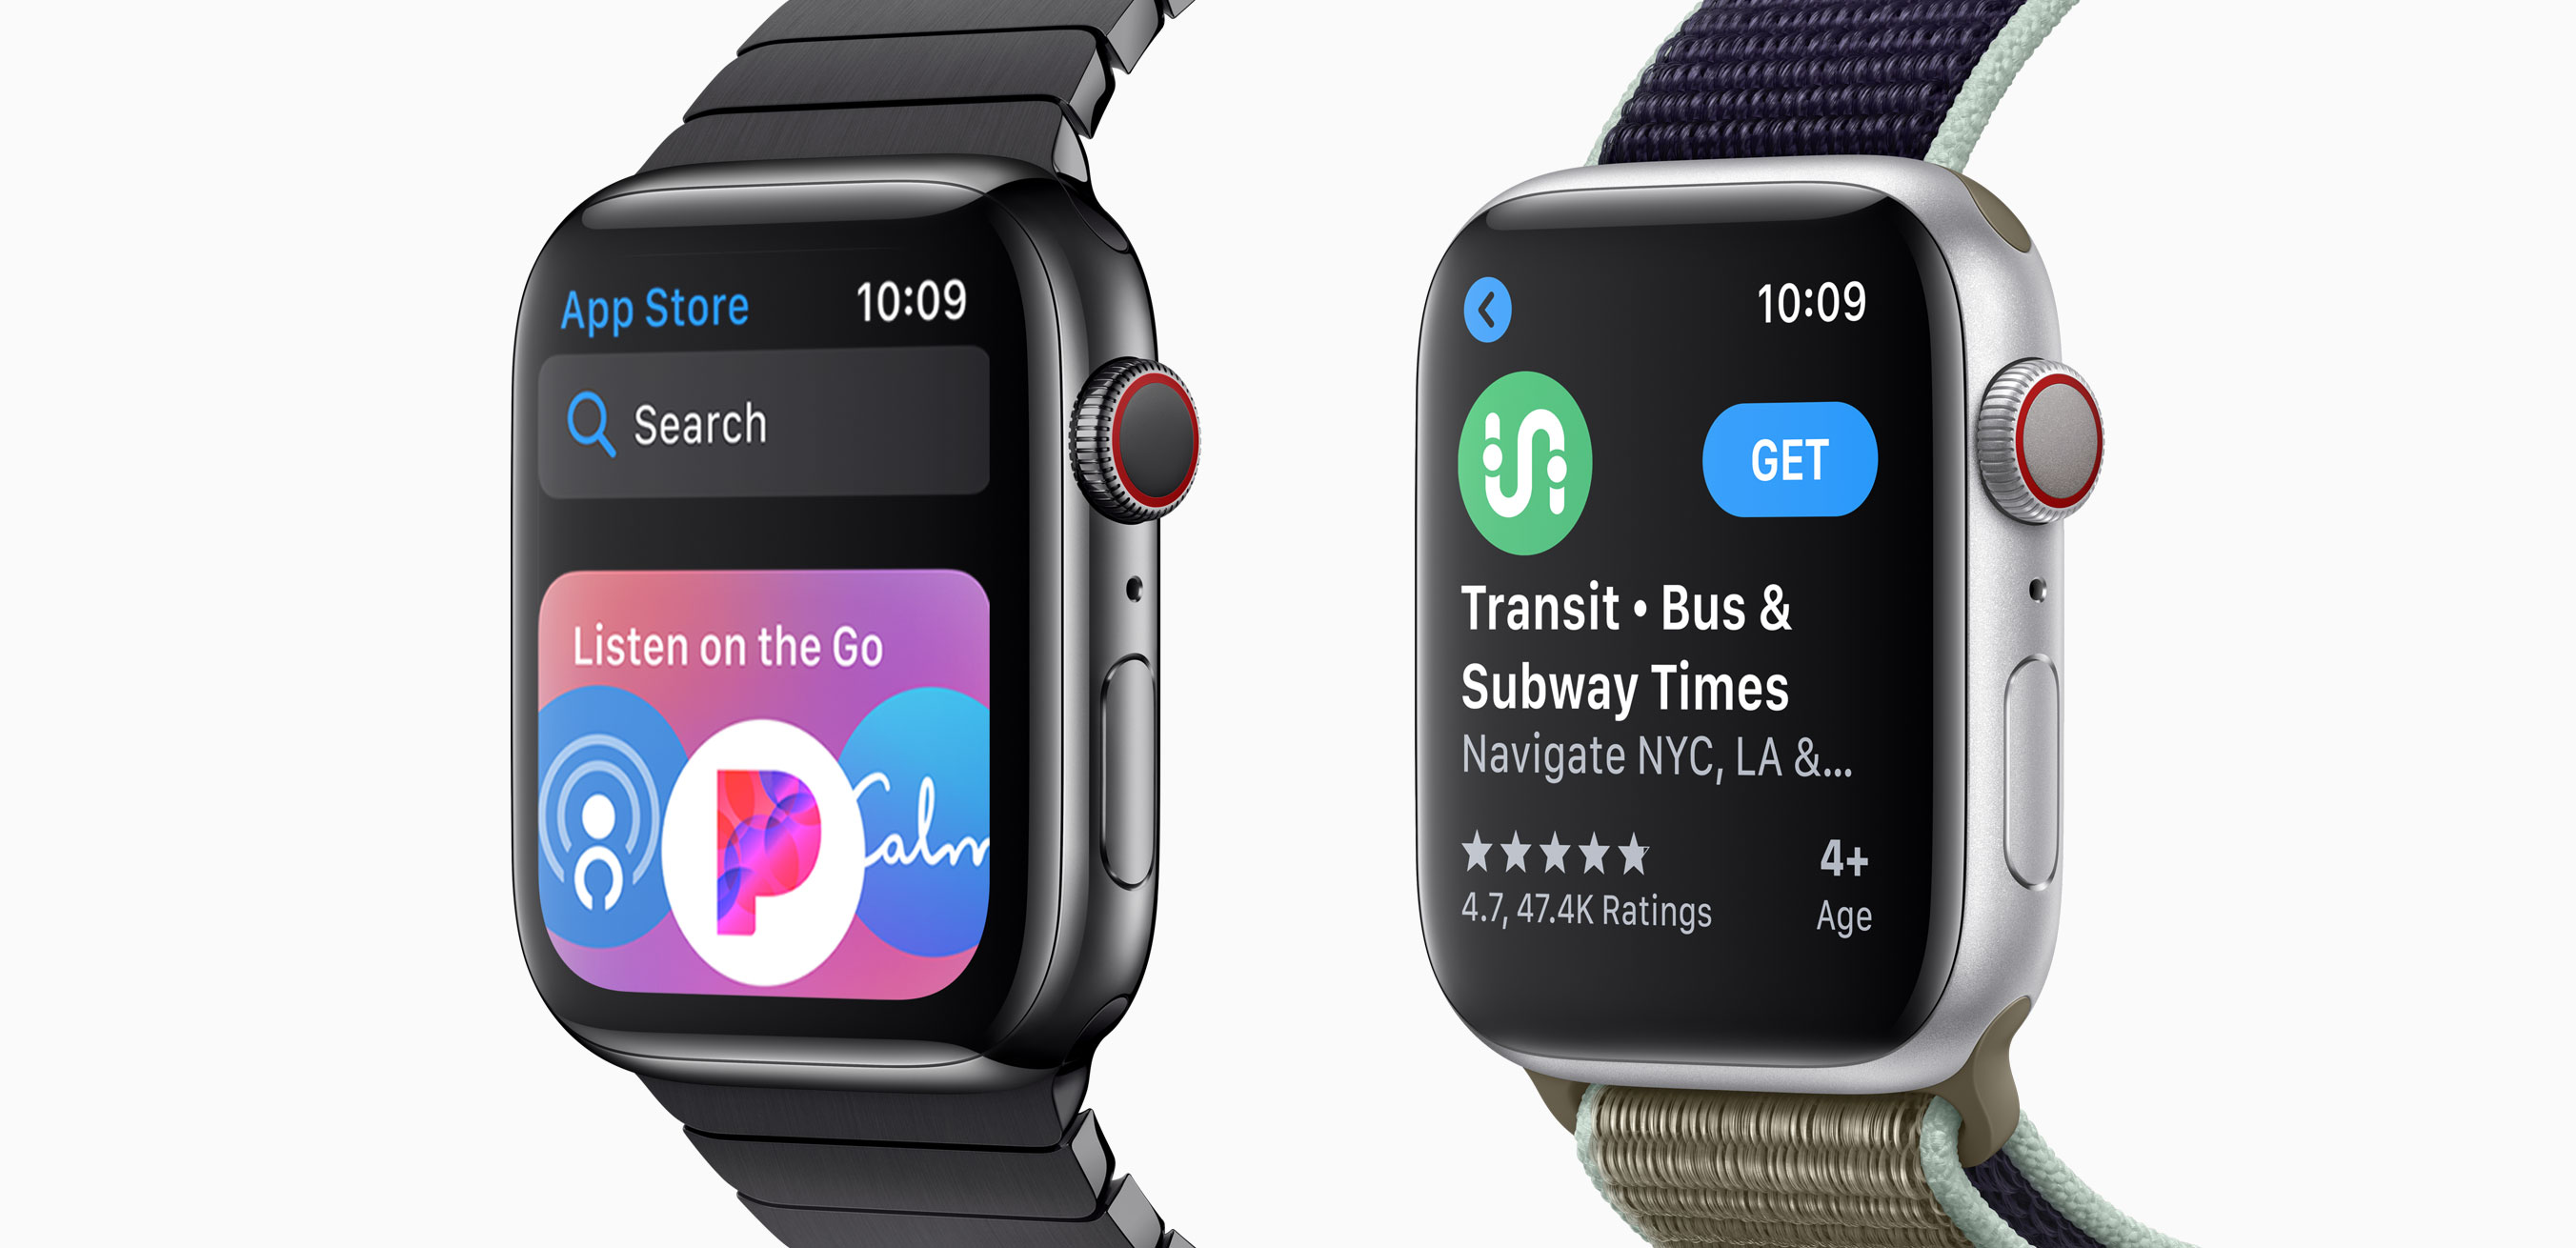 App Store
10:09
Search
Listen on the Go
Calm
10:09
GET
Transit • Bus &
Subway Times
Navigate NYC, LA &...
4.7, 47.4K Ratings
4+
Age